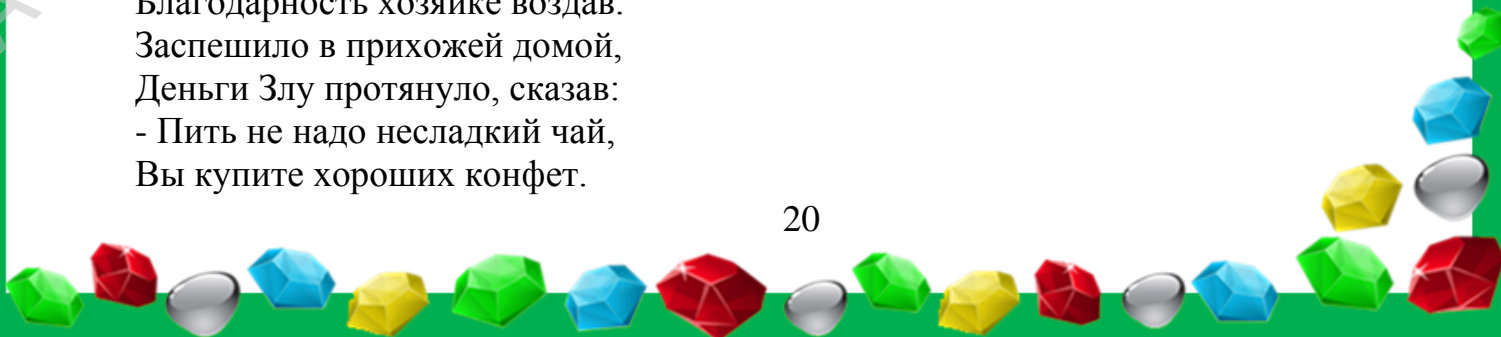 Благодарность хозяйке воздав.
Заспешило в прихожей домой,
Деньги Злу протянуло, сказав:
- Пить не надо несладкий чай,
Вы купите хороших конфет.
20